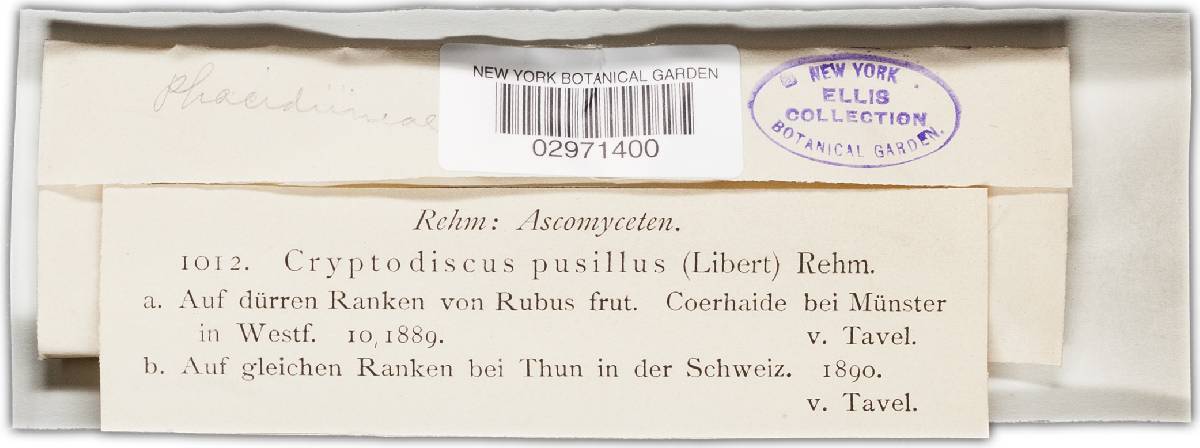 NEW YORK BOTANICAL GARDEN
02971400
NEW YORK
ELLIS
COLLECTION
BOTANICAL GARDEN.
Rehm: Ascomyceten.
1012. Cryptodiscus pusillus (Libert) Rehm.
a. Auf dürren Ranken von Rubus frut. Coerhaide bei Münster
in Westf. 10,1889. v. Tavel.
b. Auf gleichen Ranken bei Thun in der Schweiz. 1890.
v. Tavel.